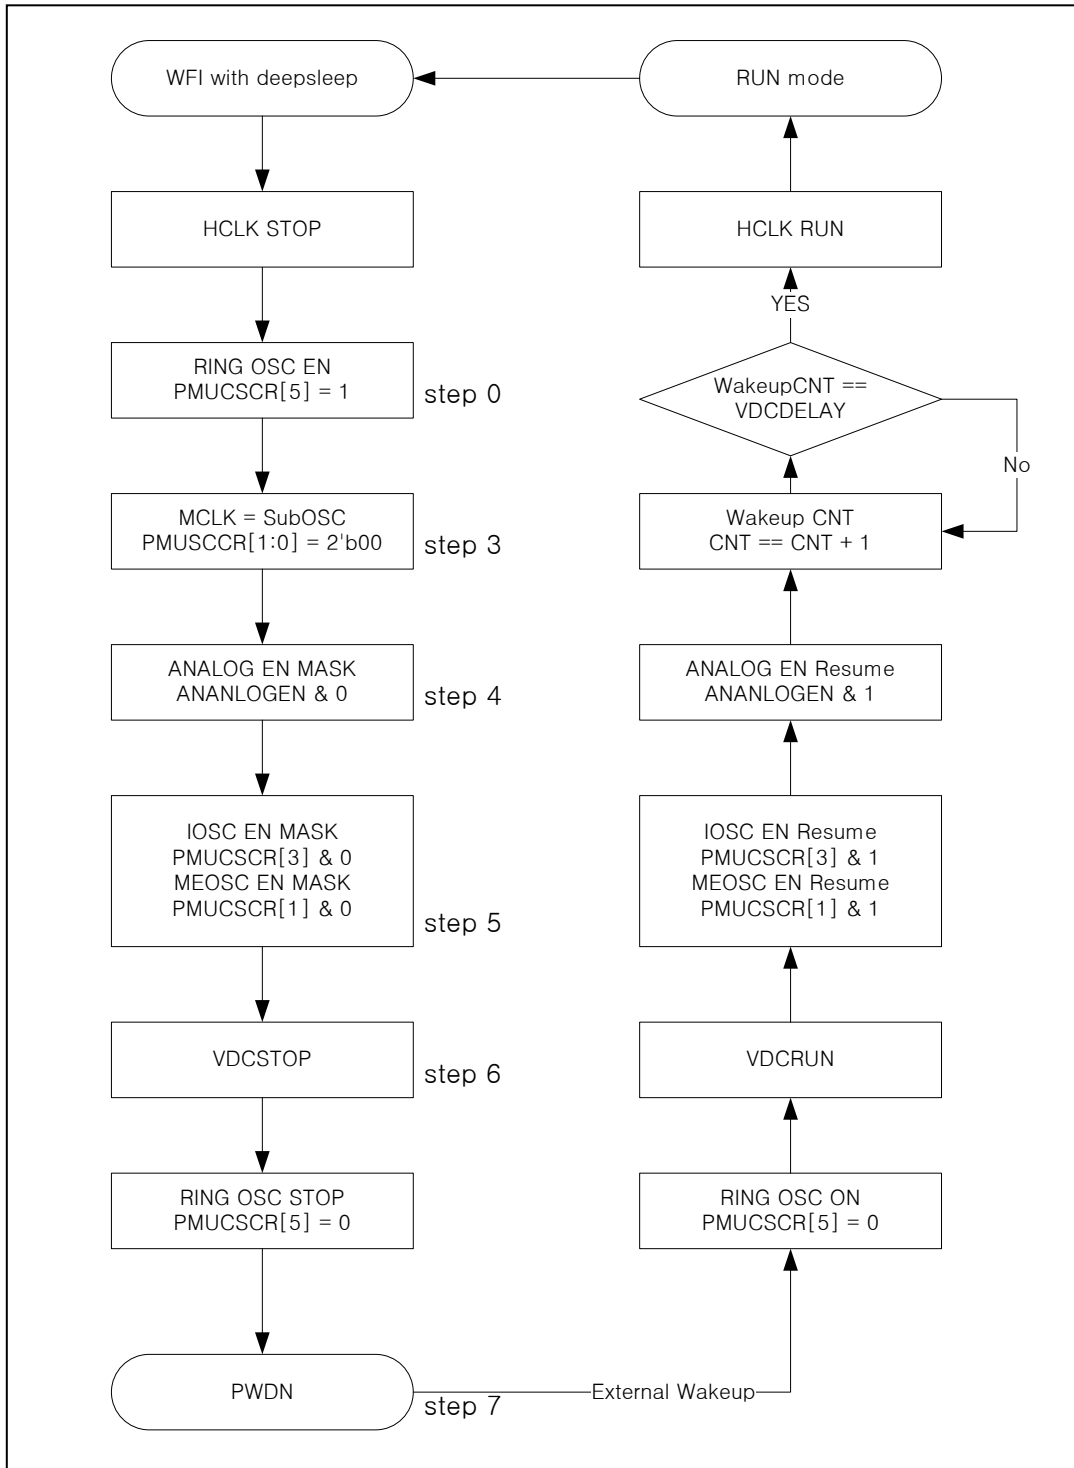 WFI with deepsleep
HCLK STOP
RING OSC EN
PMUCSCR[5] = 1
step 0
MCLK = SubOSC
PMUSCCR[1:0] = 2'b00
step 3
ANALOG EN MASK
ANANLOGEN & 0
step 4
IOSC EN MASK
PMUCSCR[3] & 0
MEOSC EN MASK
PMUCSCR[1] & 0
step 5
VDCSTOP
step 6
RING OSC STOP
PMUCSCR[5] = 0
PWDN
step 7
External Wakeup
RING OSC ON
PMUCSCR[5] = 0
VDCRUN
IOSC EN Resume
PMUCSCR[3] & 1
MEOSC EN Resume
PMUCSCR[1] & 1
ANALOG EN Resume
ANANLOGEN & 1
Wakeup CNT
CNT == CNT + 1
WakeupCNT ==
VDCDELAY
No
YES
HCLK RUN
RUN mode